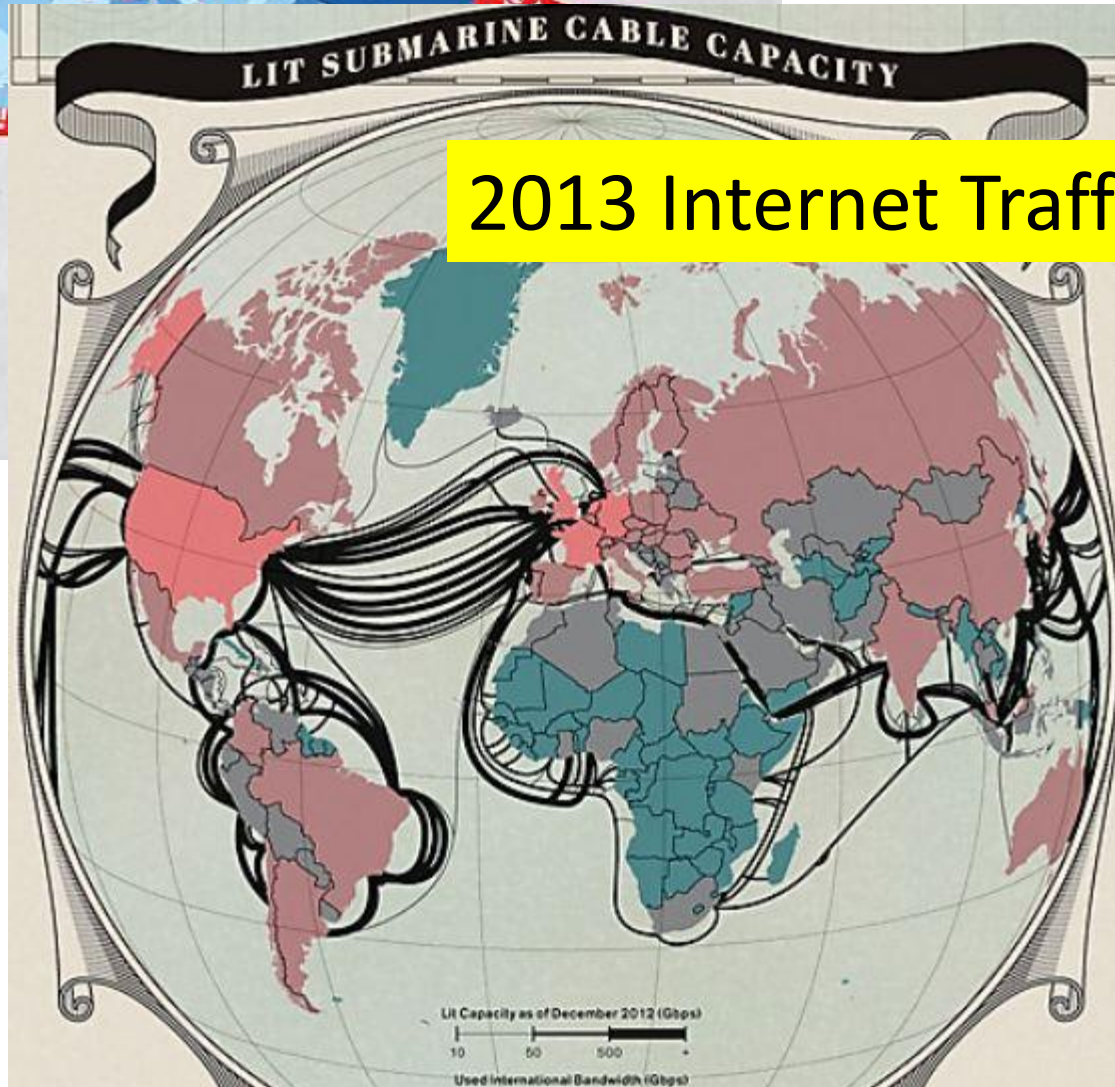 LIT SUBMARINE CABLE CAPACITY
2013 Internet Traff
Lit Capacity as of December 2012 (Gbps)
10 50 500 +
Used International Bandwidth (Gbps)